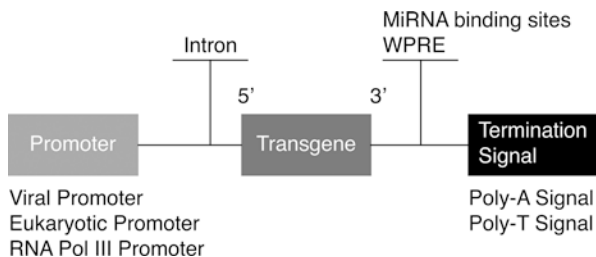 MiRNA binding sites
Intron
WPRE
5’
3’
Promoter
Transgene
Termination
Signal
Viral Promoter
Eukaryotic Promoter
RNA Pol III Promoter
Poly-A Signal
Poly-T Signal